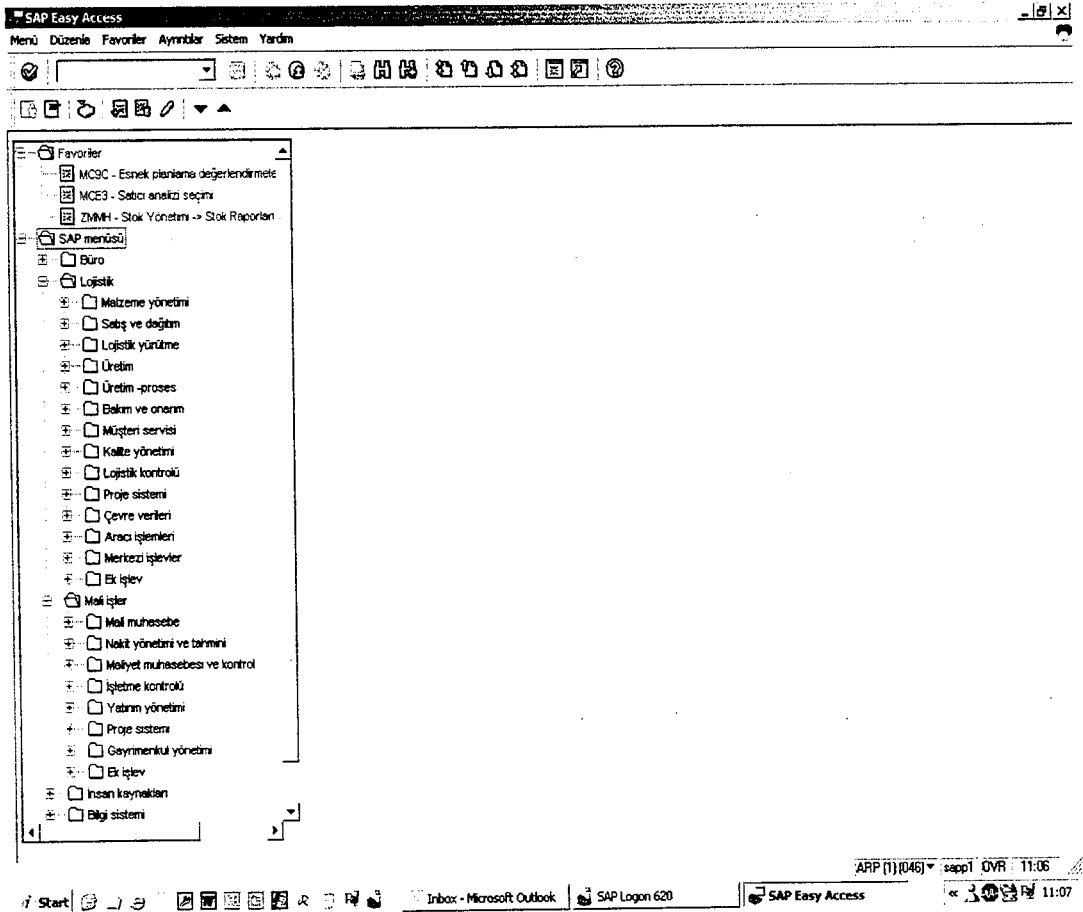 SAP Easy Access
Menü Düzenle Favoriler Ayrıntılar Sistem Yardım
Favoriler
MC9C - Esnek planlama değerlendirmele
MCE3 - Satıcı analizi seçimi
ZMMH - Stok Yönetimi -> Stok Raporları
SAP menüsü
Büro
Lojistik
Malzeme yönetimi
Satış ve dağıtım
Lojistik yürütme
Üretim
Üretim -proses
Bakım ve onarım
Müşteri servisi
Kalite yönetimi
Lojistik kontrolü
Proje sistemi
Çevre verileri
Aracı işlemleri
Merkezi işlevler
Ek işlev
Mali işler
Mali muhasebe
Nakit yönetimi ve tahmini
Maliyet muhasebesi ve kontrol
İşletme kontrolü
Yatırım yönetimi
Proje sistemi
Gayrimenkul yönetimi
Ek işlev
İnsan kaynakları
Bilgi sistemi
ARP (1) (046) sapp1 OVR 11:06
Start Inbox - Microsoft Outlook SAP Logon 620 SAP Easy Access 11:07